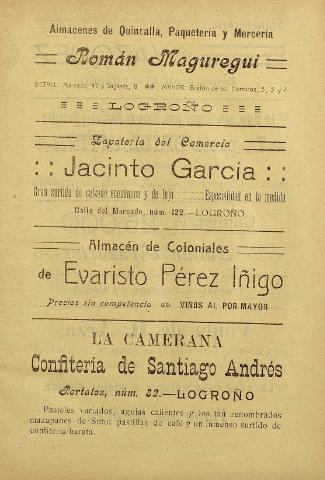 Almacenes de Quincalla, Paquetería y Mercería
Román Maguregui
DETALL: Mercado, 43 y Sagasta, 8 MAYOR: Bretón de los Herreros, 3, 5 y 7
LOGROÑO
Zapatería del Comercio
Jacinto García
Gran surtido de calzado económico y de lujo Especialidad en la medida
Calle del Mercado, núm. 122.—LOGROÑO
Almacén de Coloniales
de Evaristo Pérez Iñigo
Precios sin competencia VINOS AL POR MAYOR
LA CAMERANA
Confitería de Santiago Andrés
Portales, núm. 22.—LOGROÑO
Pasteles variados, agujas calientes y los tan renombrados
mazapanes de Soto; pastillas de café y un inmenso surtido de
confitería barata.